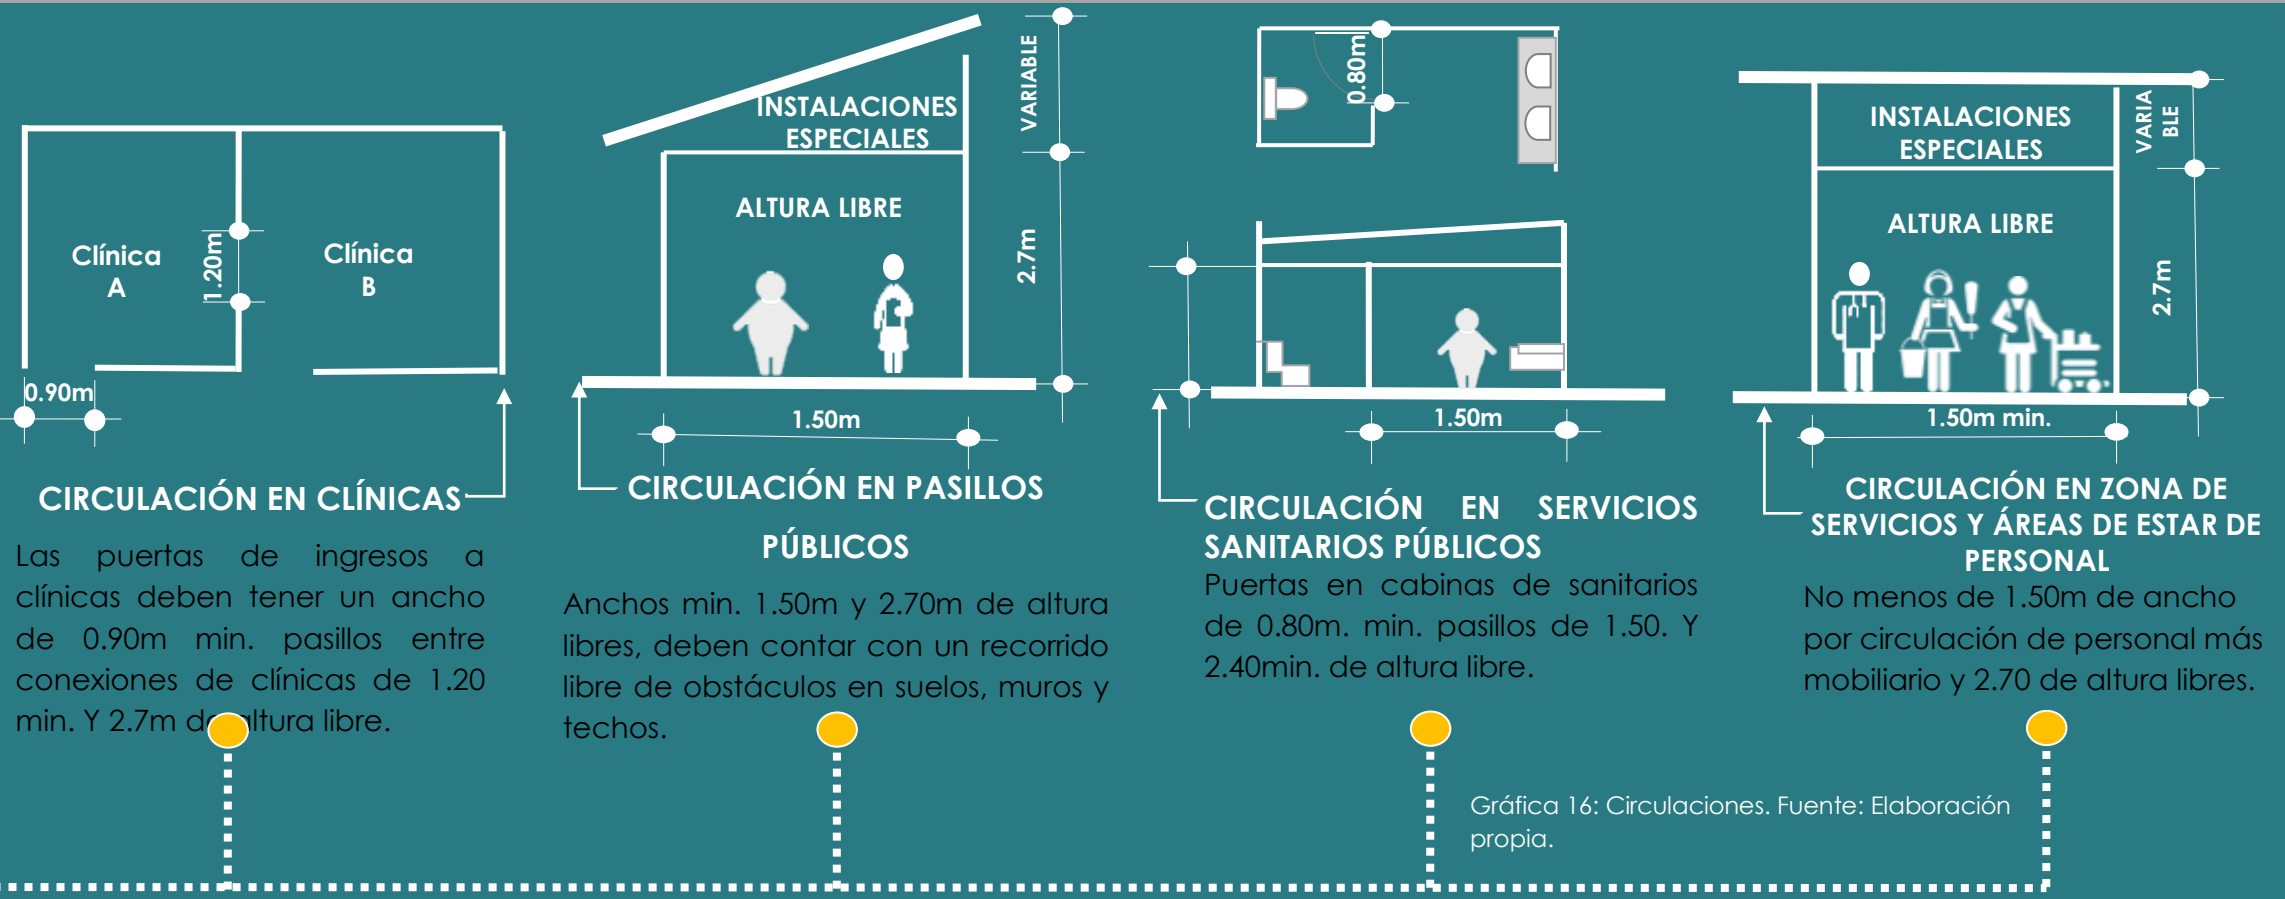 Clínica
A
1.20m
Clínica
B
0.90m
CIRCULACIÓN EN CLÍNICAS
Las puertas de ingresos a
clínicas deben tener un ancho
de 0.90m min. pasillos entre
conexiones de clínicas de 1.20
min. Y 2.7m de altura libre.
INSTALACIONES
ESPECIALES
VARIABLE
ALTURA LIBRE
2.7m
1.50m
CIRCULACIÓN EN PASILLOS
PÚBLICOS
Anchos min. 1.50m y 2.70m de altura
libres, deben contar con un recorrido
libre de obstáculos en suelos, muros y
techos.
0.80m
1.50m
CIRCULACIÓN EN SERVICIOS
SANITARIOS PÚBLICOS
Puertas en cabinas de sanitarios
de 0.80m. min. pasillos de 1.50. Y
2.40min. de altura libre.
INSTALACIONES
ESPECIALES
VARIA
BLE
ALTURA LIBRE
2.7m
1.50m min.
CIRCULACIÓN EN ZONA DE
SERVICIOS Y ÁREAS DE ESTAR DE
PERSONAL
No menos de 1.50m de ancho
por circulación de personal más
mobiliario y 2.70 de altura libres.
Gráfica 16: Circulaciones. Fuente: Elaboración
propia.